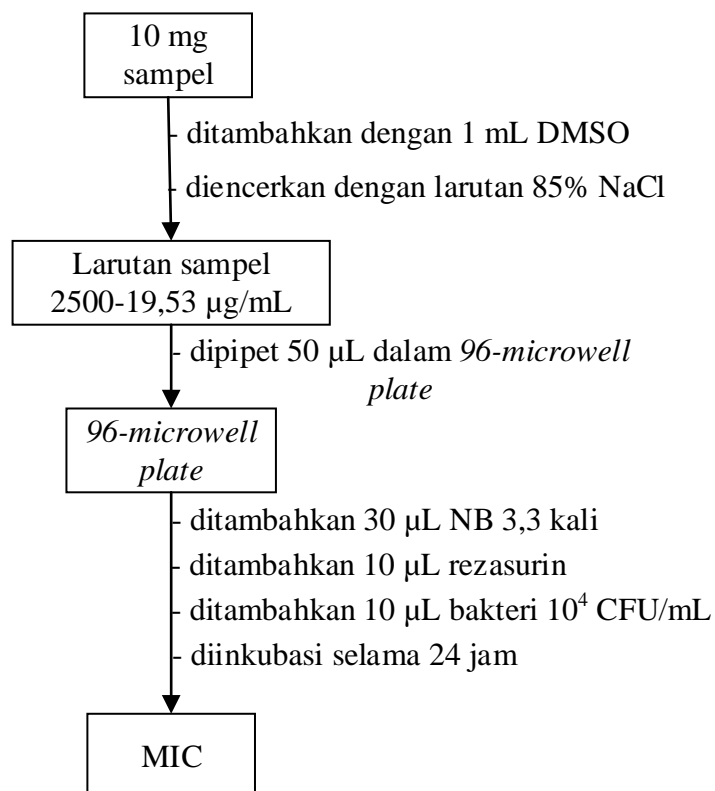 10 mg
sampel
- ditambahkan dengan 1 mL DMSO
- diencerkan dengan larutan 85% NaCl
Larutan sampel
2500-19,53 µg/mL
- dipipet 50 µL dalam 96-microwell
plate
96-microwell
plate
- ditambahkan 30 µL NB 3,3 kali
- ditambahkan 10 µL rezasurin
- ditambahkan 10 µL bakteri 10⁴ CFU/mL
- diinkubasi selama 24 jam
MIC